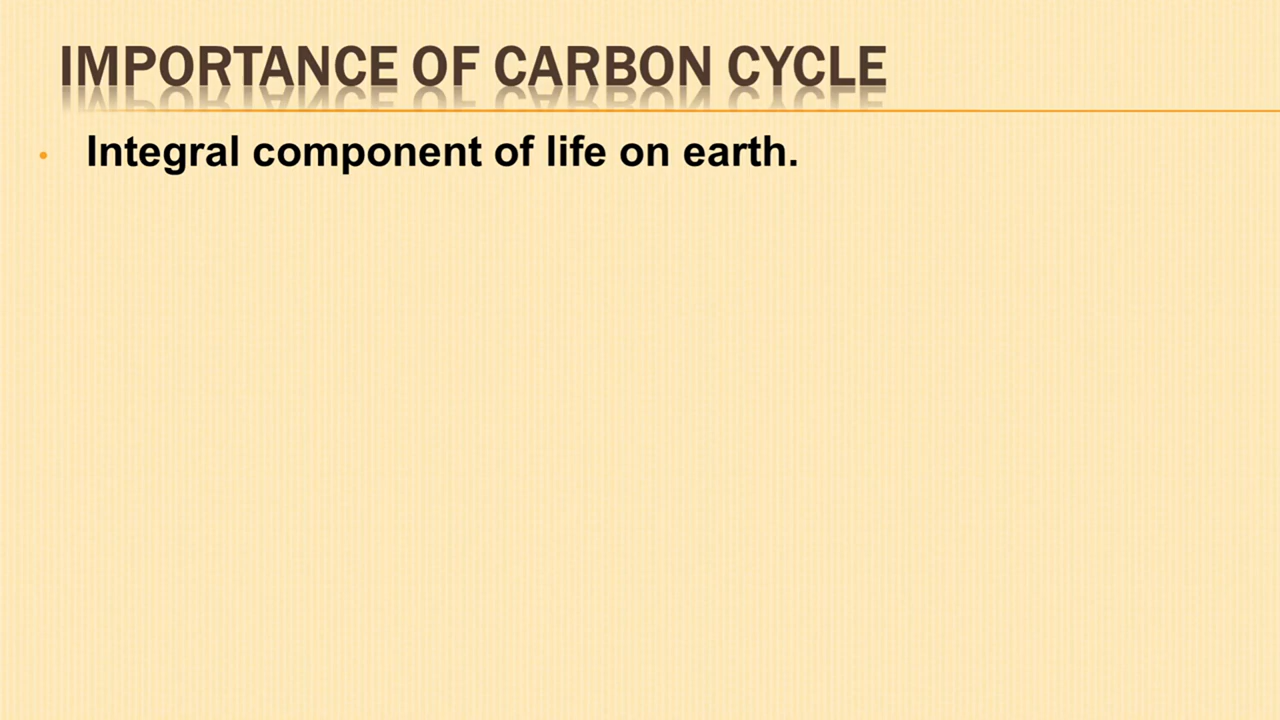 IMPORTANCE OF CARBON CYCLE
• Integral component of life on earth.